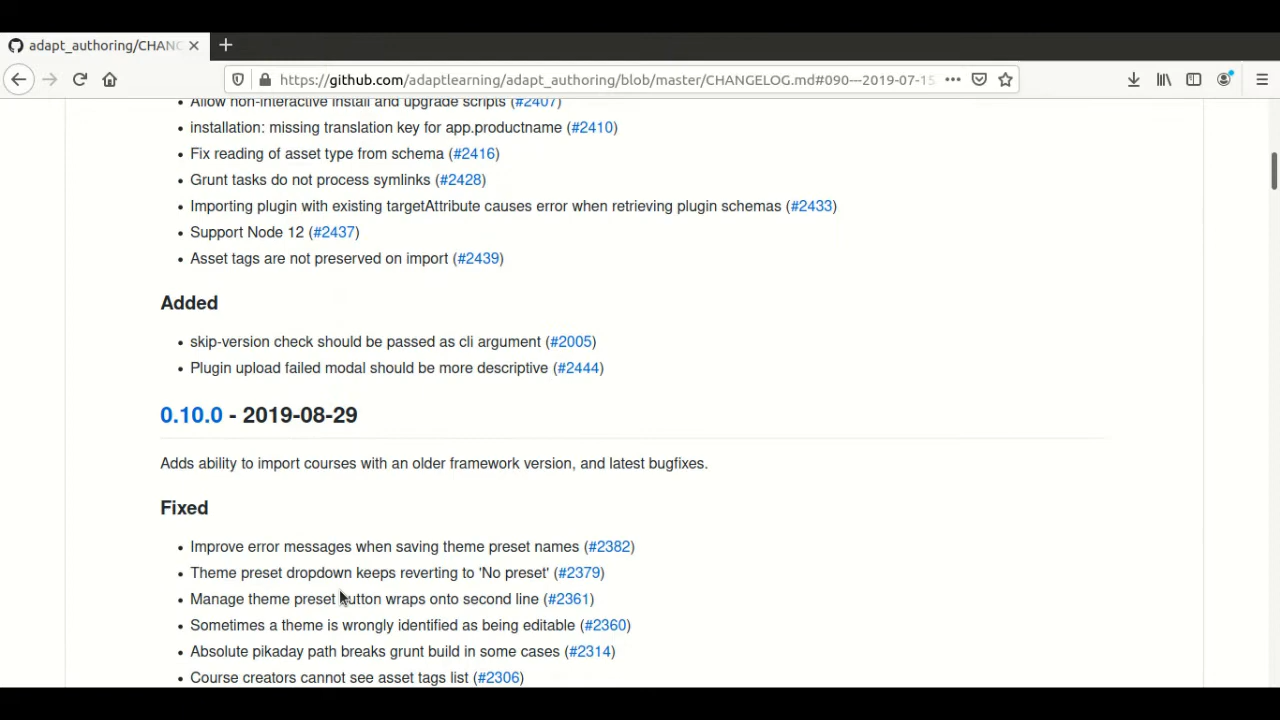 adapt_authoring/CHANG
https://github.com/adaptlearning/adapt_authoring/blob/master/CHANGELOG.md#090---2019-07-15
Allow non-interactive install and upgrade scripts (#2407)
installation: missing translation key for app.productname (#2410)
Fix reading of asset type from schema (#2416)
Grunt tasks do not process symlinks (#2428)
Importing plugin with existing targetAttribute causes error when retrieving plugin schemas (#2433)
Support Node 12 (#2437)
Asset tags are not preserved on import (#2439)
Added
skip-version check should be passed as cli argument (#2005)
Plugin upload failed modal should be more descriptive (#2444)
0.10.0 - 2019-08-29
Adds ability to import courses with an older framework version, and latest bugfixes.
Fixed
Improve error messages when saving theme preset names (#2382)
Theme preset dropdown keeps reverting to 'No preset' (#2379)
Manage theme preset button wraps onto second line (#2361)
Sometimes a theme is wrongly identified as being editable (#2360)
Absolute pikaday path breaks grunt build in some cases (#2314)
Course creators cannot see asset tags list (#2306)